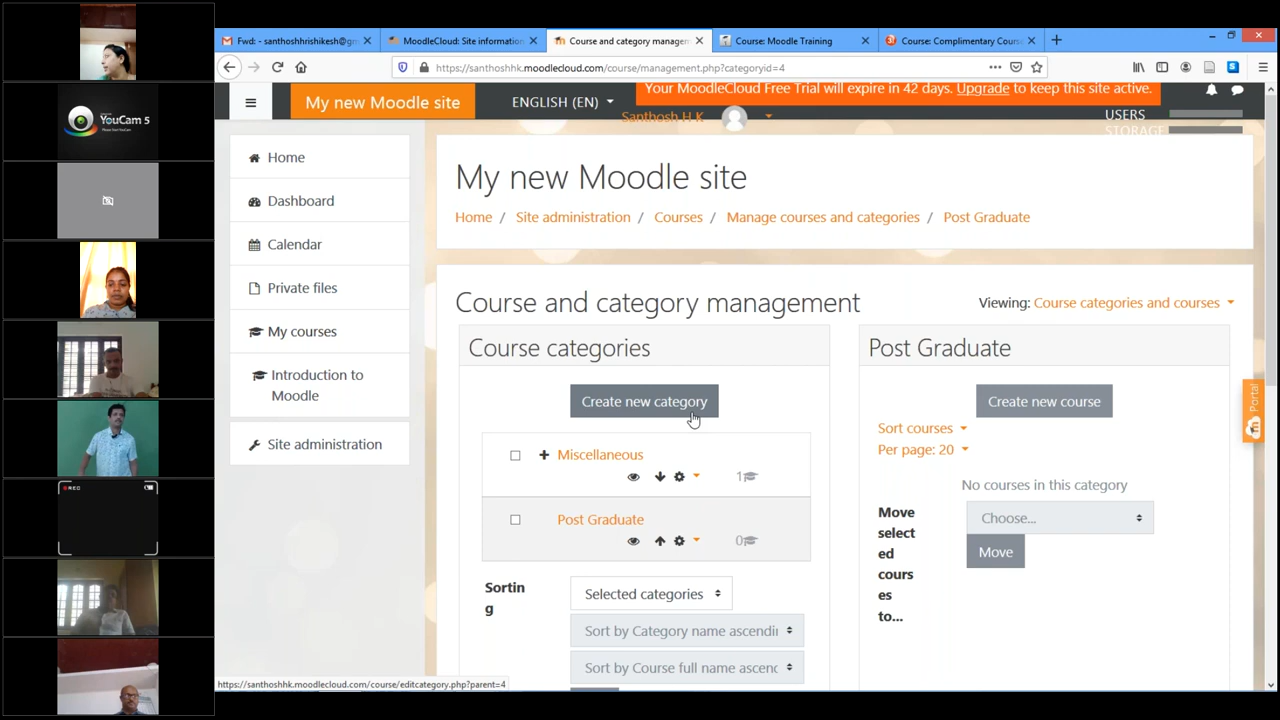 YouCam 5
REC
Fwd: - santhoshhrishikesh@gm
MoodleCloud: Site information
Course and category managem
Course: Moodle Training
Course: Complimentary Cours
https://santhoshhk.moodlecloud.com/course/management.php?categoryid=4
My new Moodle site
ENGLISH (EN)
Your MoodleCloud Free Trial will expire in 42 days. Upgrade to keep this site active.
Santhosh H K
USERS
STORAGE
Home
Dashboard
Calendar
Private files
My courses
Introduction to
Moodle
Site administration
My new Moodle site
Home / Site administration / Courses / Manage courses and categories / Post Graduate
Course and category management
Viewing: Course categories and courses
Course categories
Create new category
Miscellaneous
1
Post Graduate
0
Sortin
g
Selected categories
Sort by Category name ascendi
Sort by Course full name ascenc
Post Graduate
Create new course
Sort courses
Per page: 20
No courses in this category
Move
select
ed
cours
es
to...
Choose...
Move
Portal
https://santhoshhk.moodlecloud.com/course/editcategory.php?parent=4